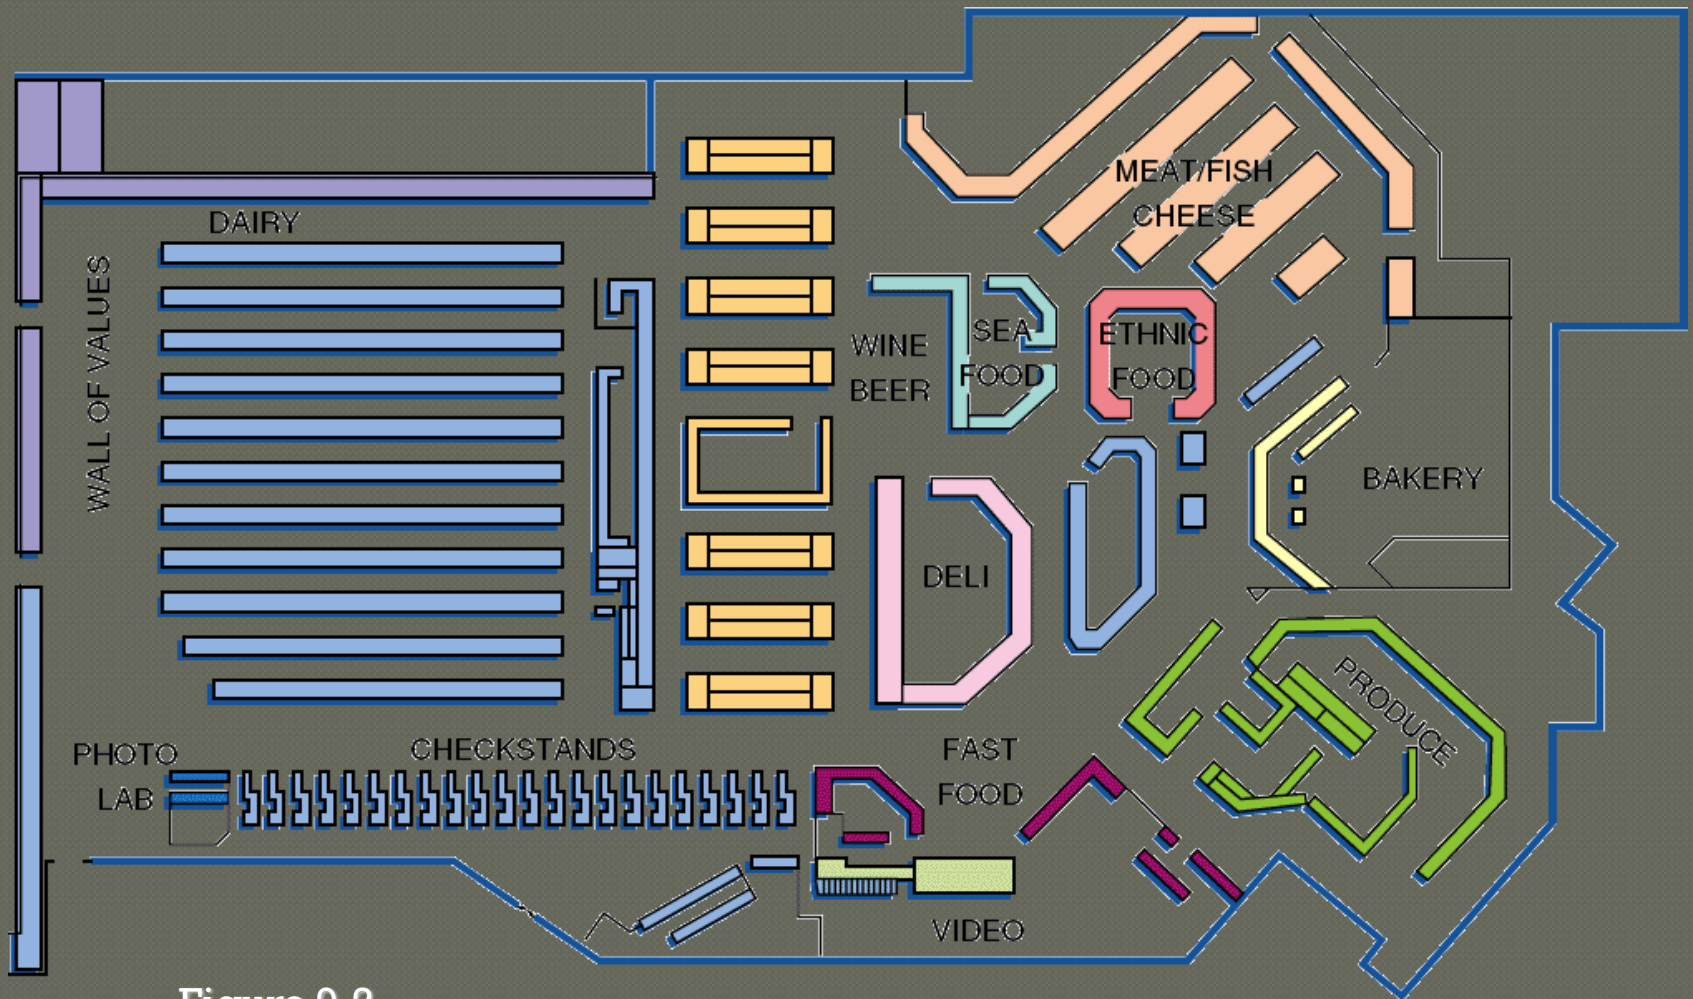 MEAT/FISH
CHEESE
DAIRY
WALL OF VALUES
WINE
BEER
SEA
FOOD
ETHNIC
FOOD
BAKERY
DELI
PRODUCE
PHOTO
LAB
CHECKSTANDS
FAST
FOOD
VIDEO